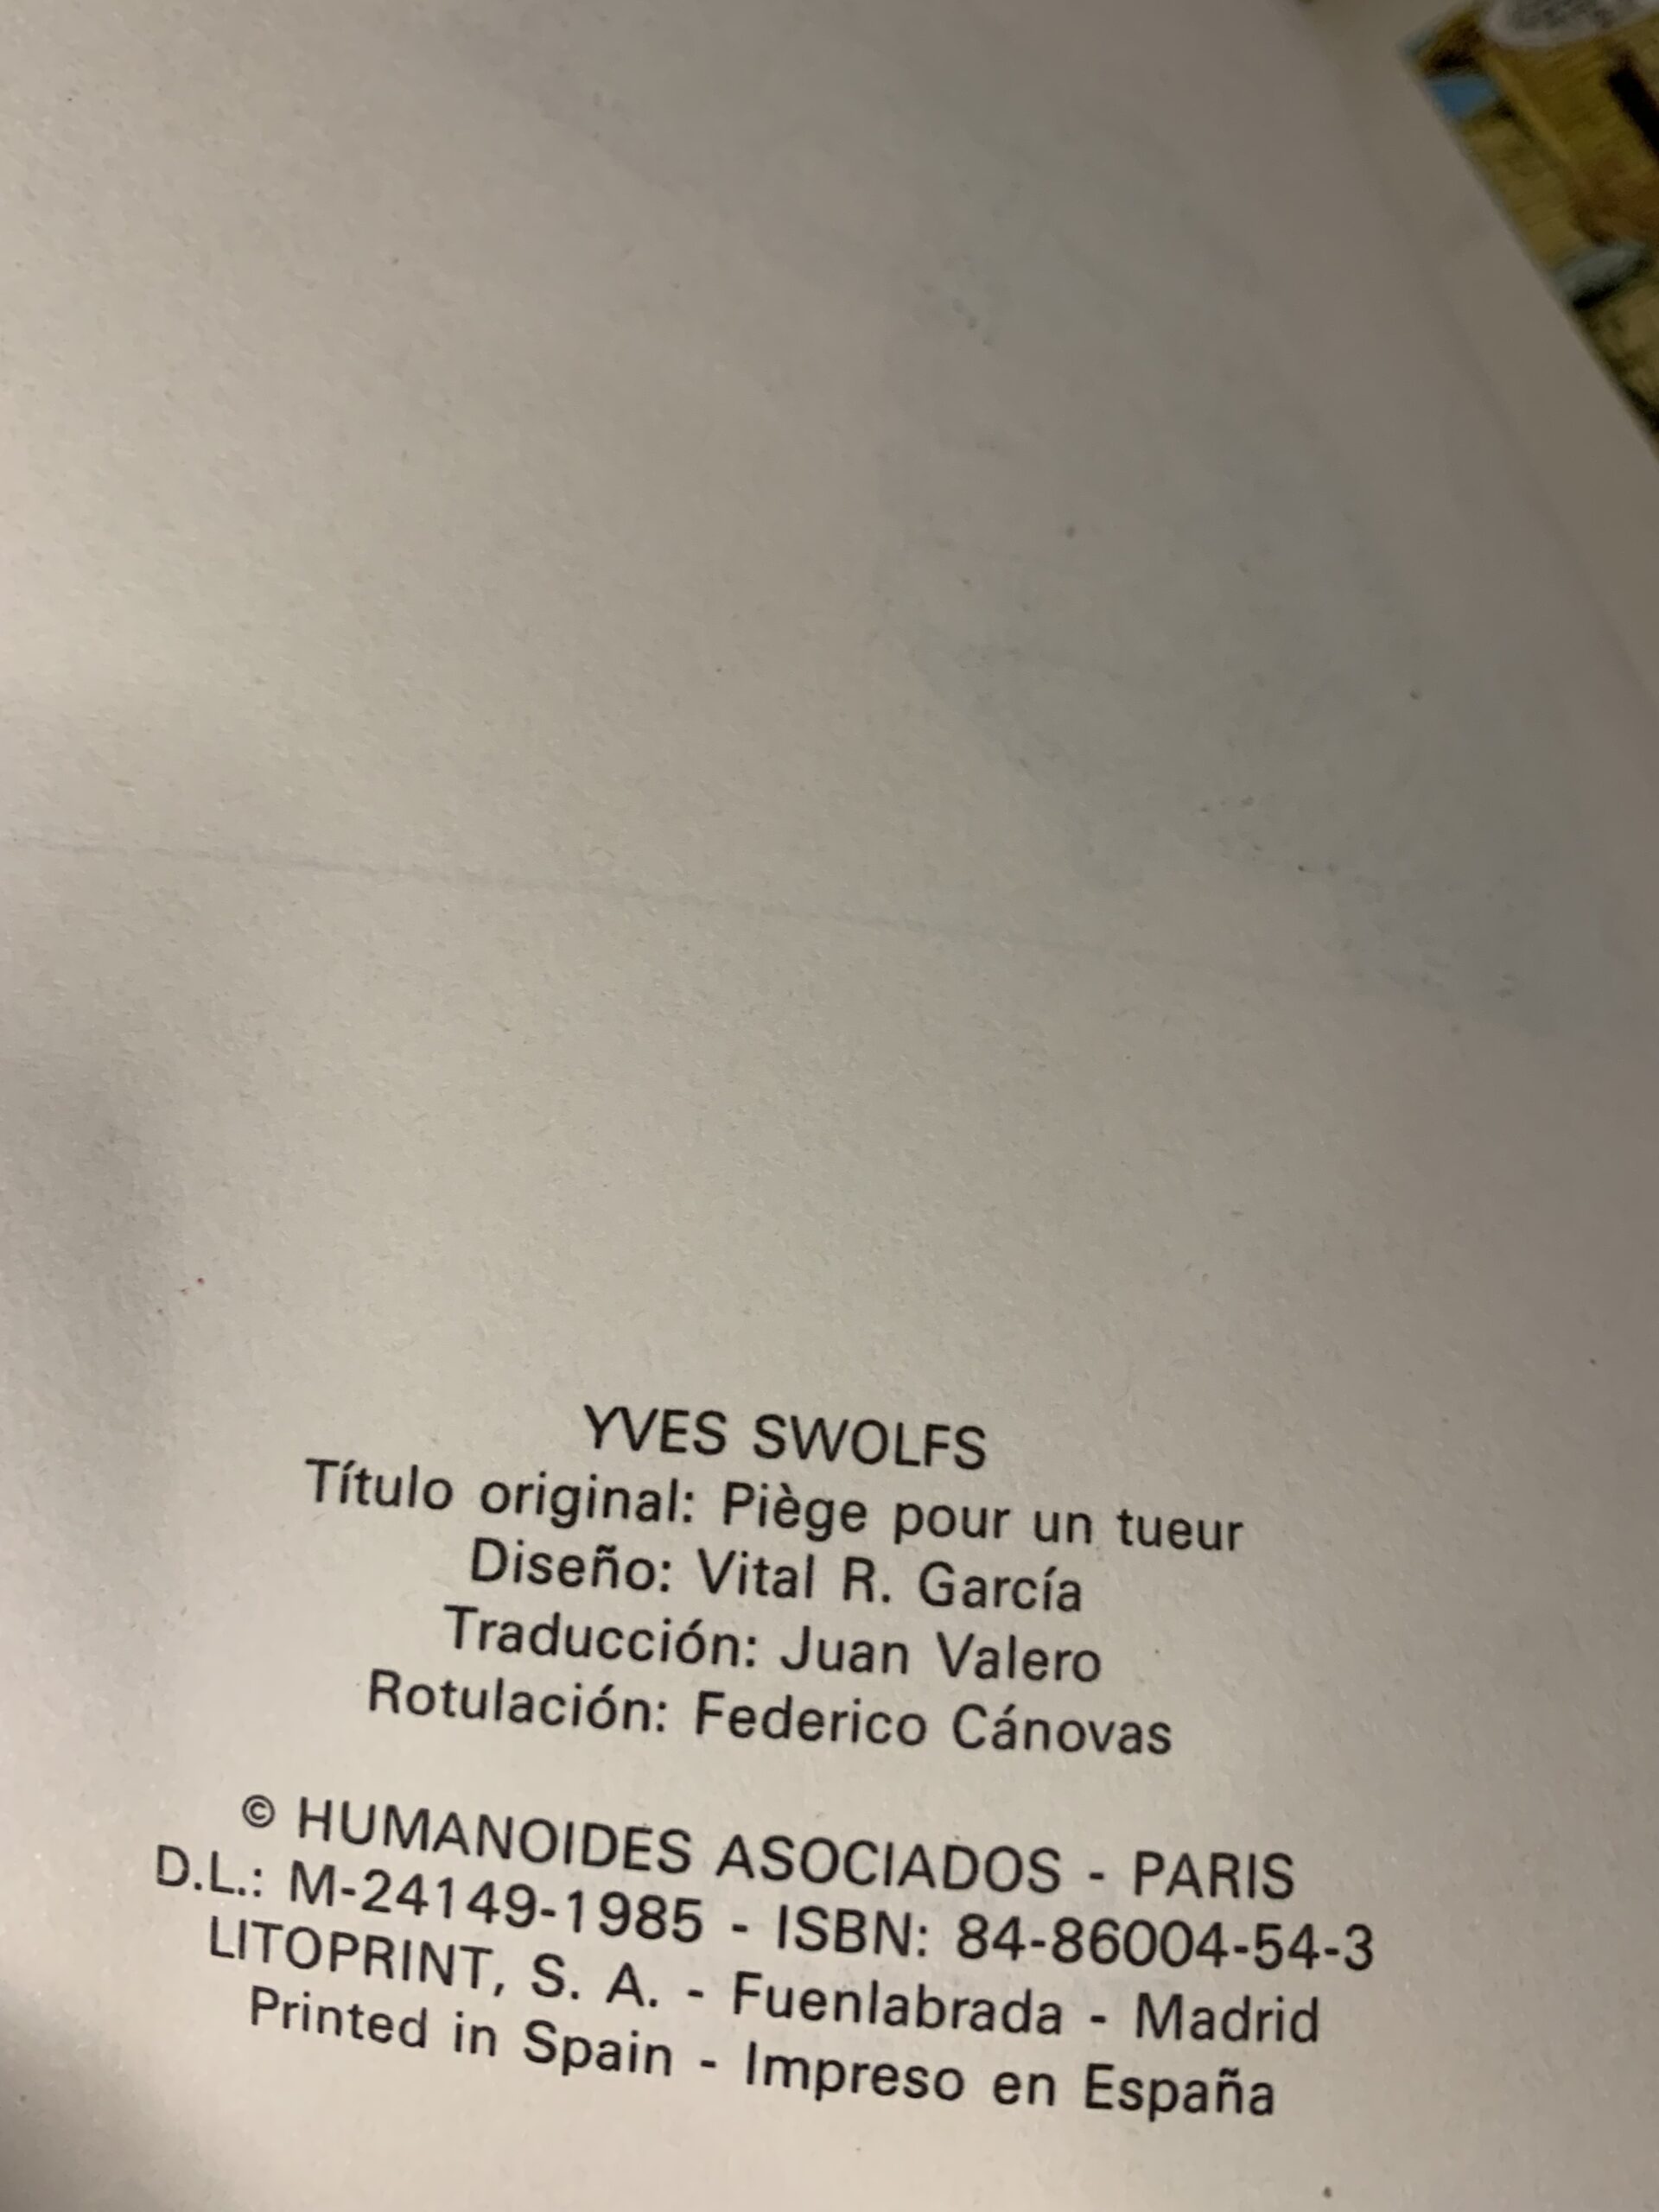 YVES SWOLFS
Título original: Piège pour un tueur
Diseño: Vital R. García
Traducción: Juan Valero
Rotulación: Federico Cánovas
© HUMANOIDES ASOCIADOS - PARIS
D.L.: M-24149-1985 - ISBN: 84-86004-54-3
LITOPRINT, S. A. - Fuenlabrada - Madrid
Printed in Spain - Impreso en España